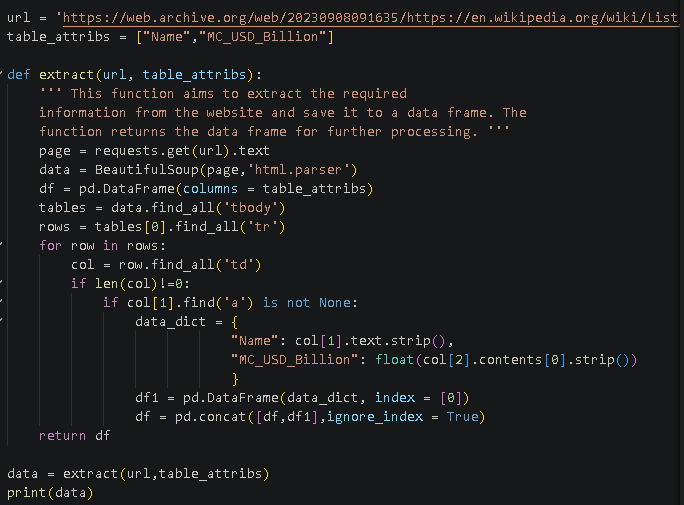 url = 'https://web.archive.org/web/20230908091635/https://en.wikipedia.org/wiki/List_
table_attribs = ["Name","MC_USD_Billion"]
def extract(url, table_attribs):
''' This function aims to extract the required
information from the website and save it to a data frame. The
function returns the data frame for further processing. '''
page = requests.get(url).text
data = BeautifulSoup(page,'html.parser')
df = pd.DataFrame(columns = table_attribs)
tables = data.find_all('tbody')
rows = tables[0].find_all('tr')
for row in rows:
col = row.find_all('td')
if len(col)!=0:
if col[1].find('a') is not None:
data_dict = {
"Name": col[1].text.strip(),
"MC_USD_Billion": float(col[2].contents[0].strip())
}
df1 = pd.DataFrame(data_dict, index = [0])
df = pd.concat([df,df1],ignore_index = True)
return df
data = extract(url,table_attribs)
print(data)